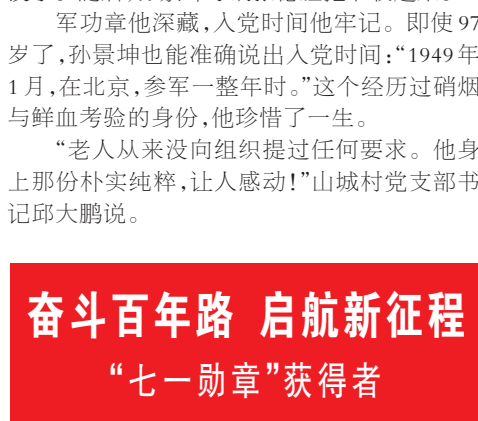 军功章他深藏,入党时间他牢记。即使97
岁了,孙景坤也能准确说出入党时间:“1949年
1月,在北京,参军一整年时。”这个经历过硝烟
与鲜血考验的身份,他珍惜了一生。
“老人从来没向组织提过任何要求。他身
上那份朴实纯粹,让人感动!”山城村党支部书
记邱大鹏说。
奋斗百年路 启航新征程
“七一勋章”获得者